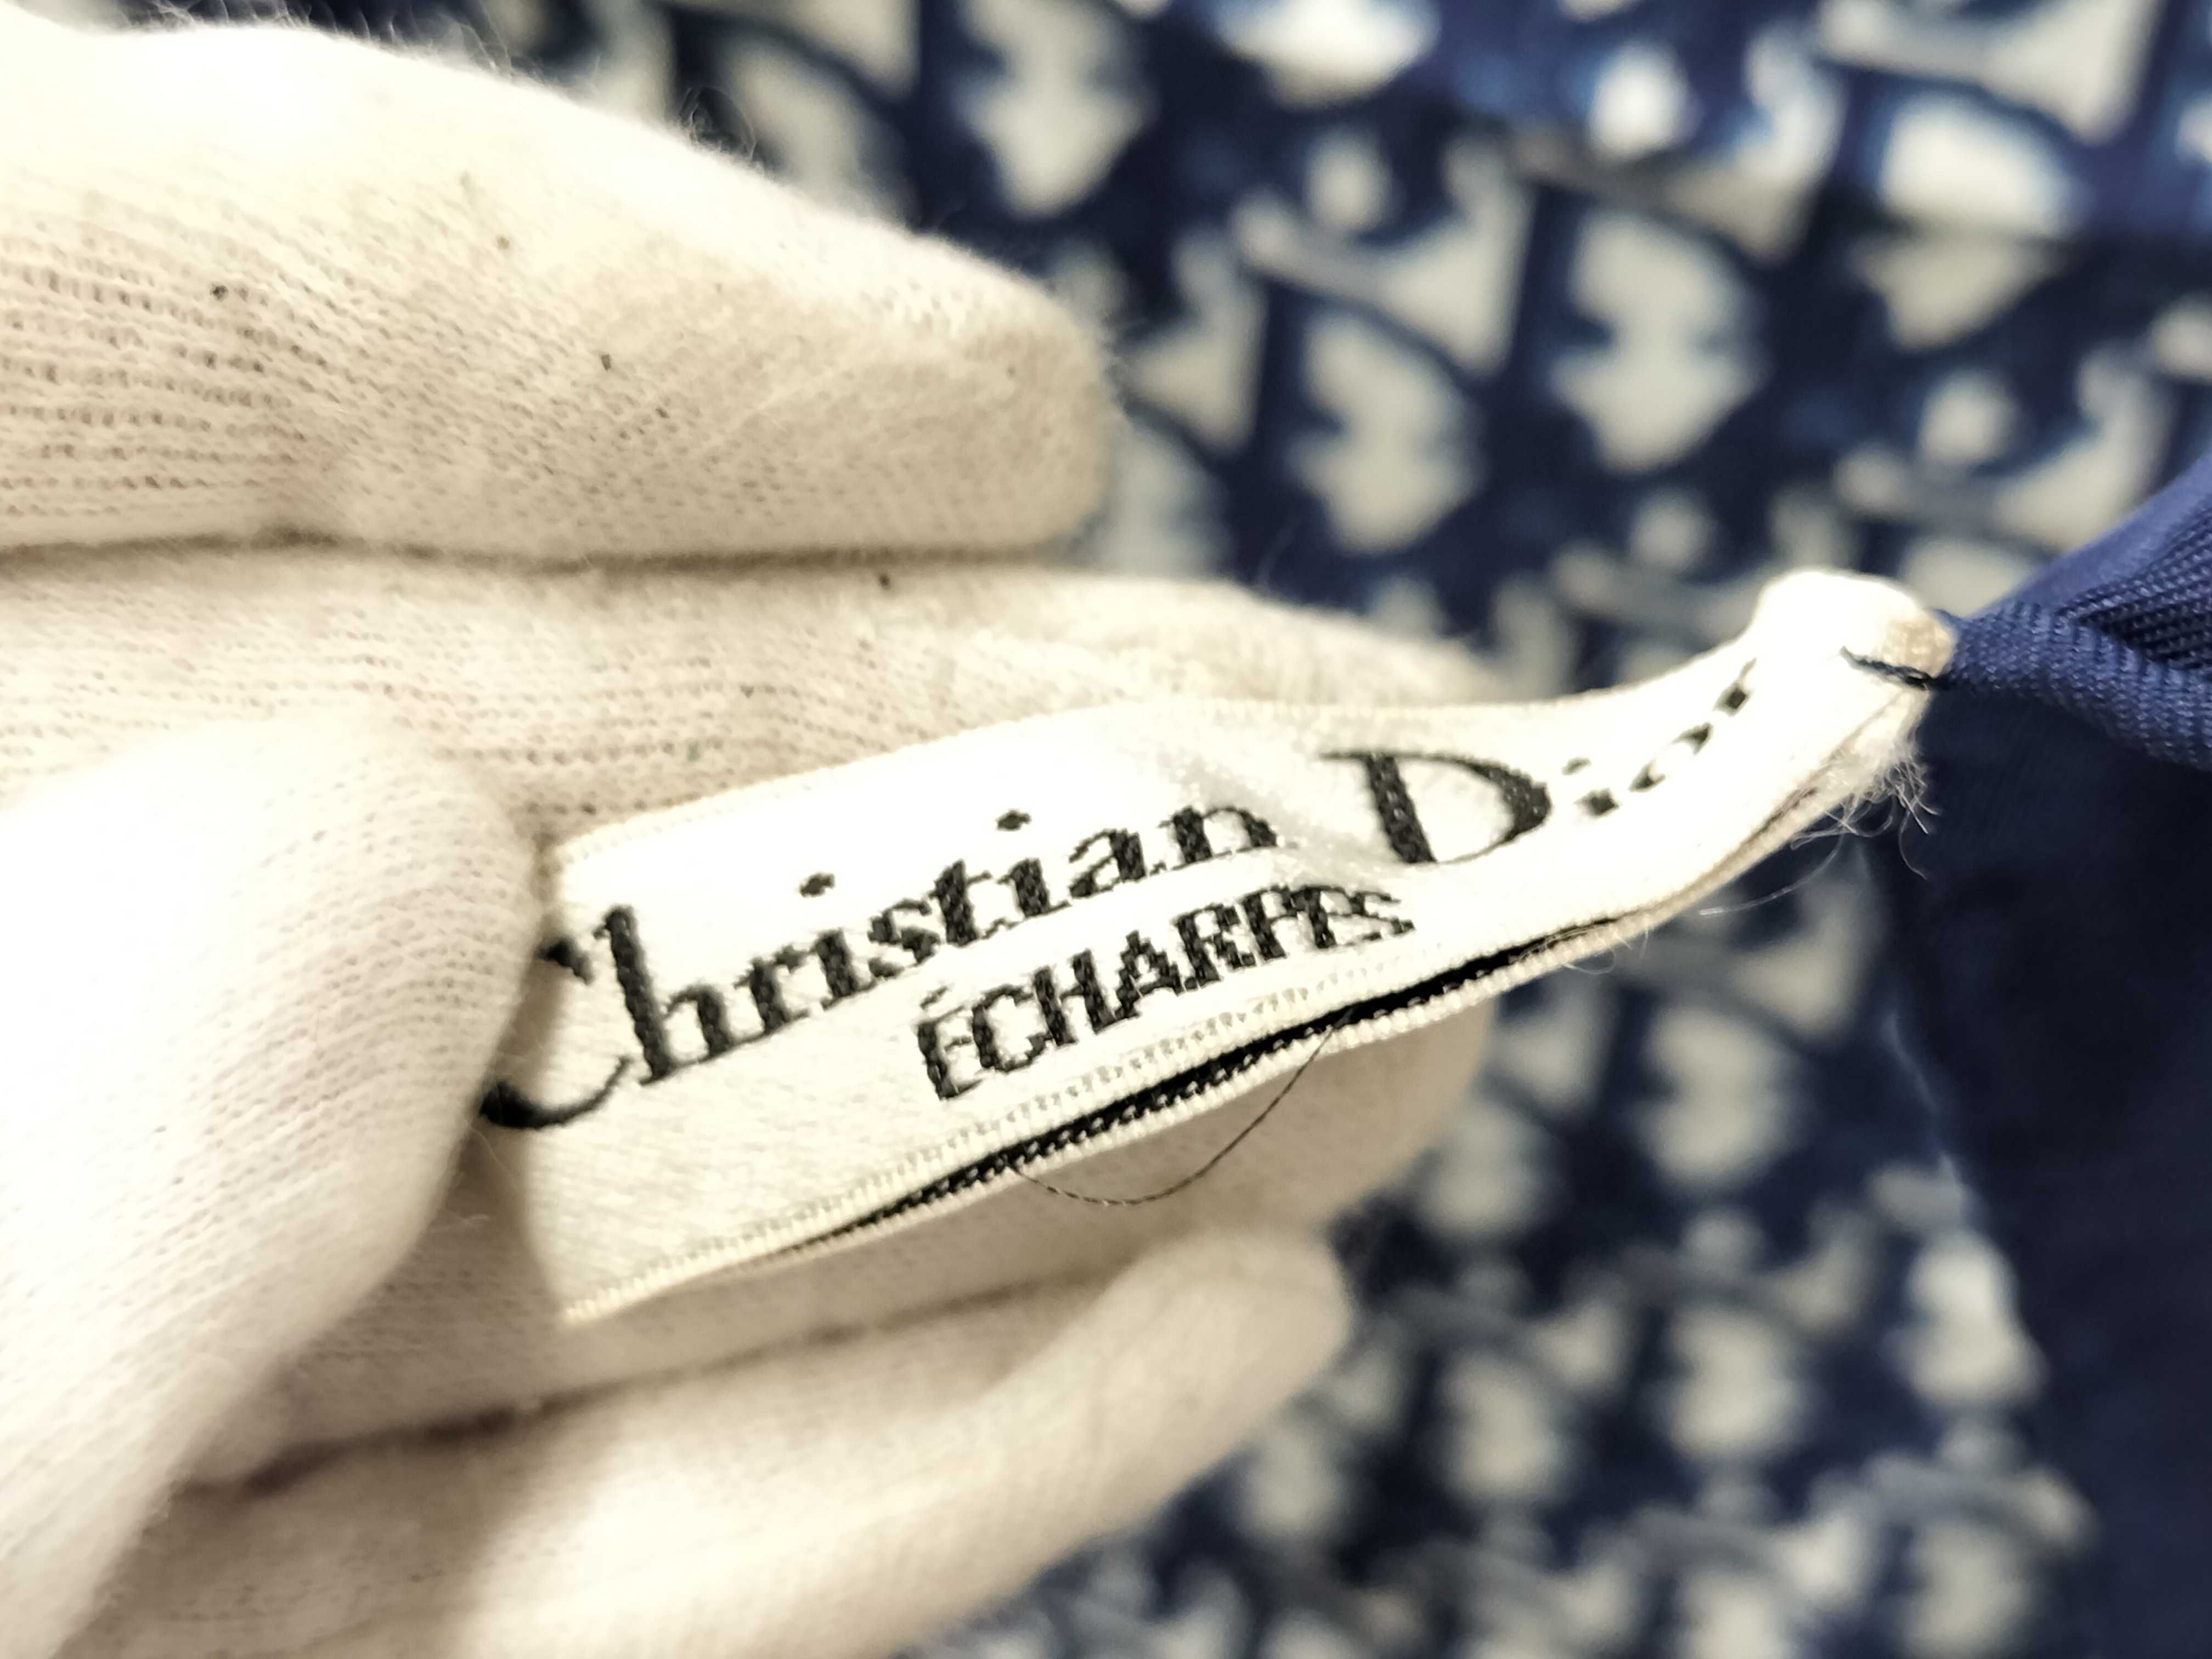 Christian Dior
ÉCHARPES